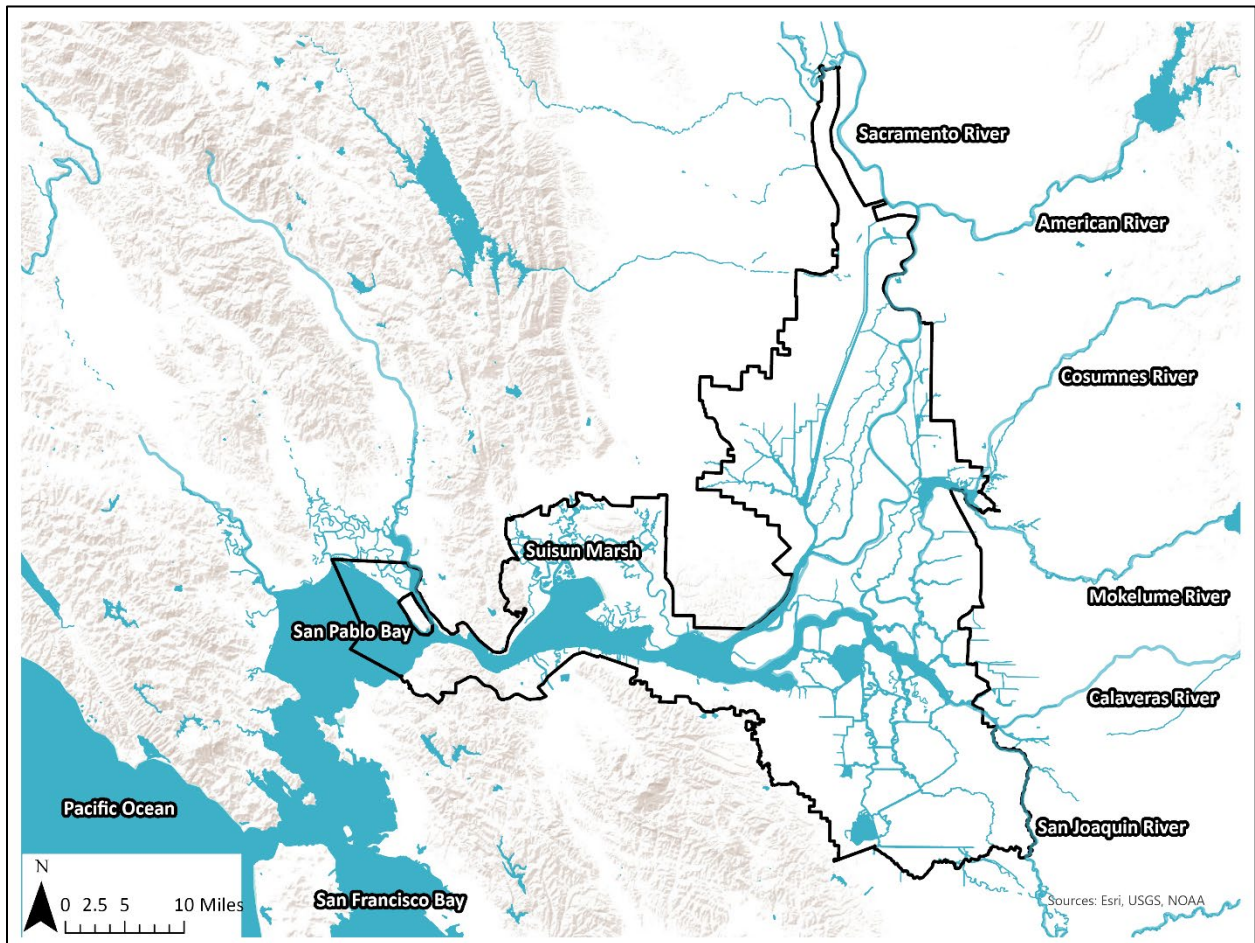 Sacramento River
American River
Cosumnes River
Suisun Marsh
Mokelume River
San Pablo Bay
Calaveras River
Pacific Ocean
San Joaquin River
N
0 2.5 5 10 Miles
San Francisco Bay
Sources: Esri, USGS, NOAA